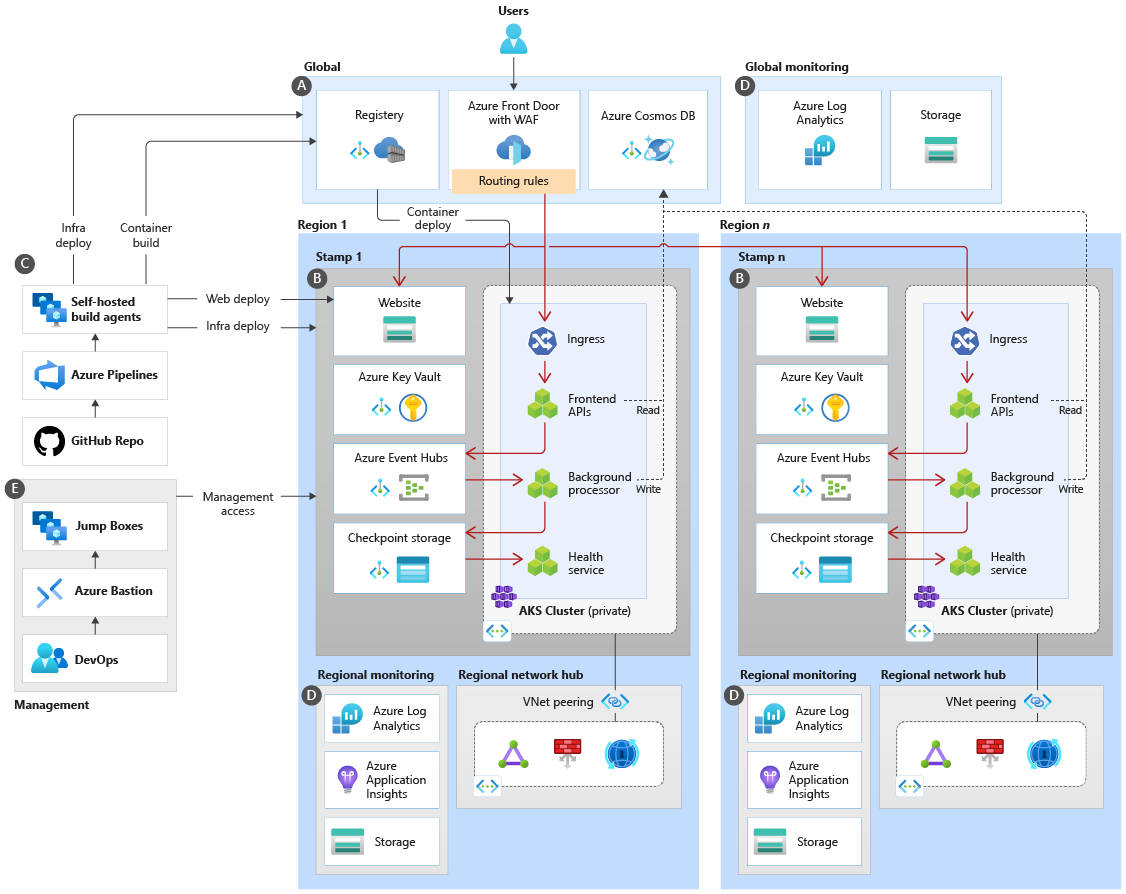 Users
Global
A
Registery
Azure Front Door
with WAF
Routing rules
Azure Cosmos DB
Global monitoring
D
Azure Log
Analytics
Storage
Infra
deploy
Container
build
Container
deploy
C
Self-hosted
build agents
Azure Pipelines
GitHub Repo
Web deploy
Infra deploy
E
Jump Boxes
Azure Bastion
DevOps
Management
Management
access
Region 1
Stamp 1
B
Website
Azure Key Vault
Azure Event Hubs
Checkpoint storage
Ingress
Frontend
APIs
Read
Background
processor
Write
Health
service
AKS Cluster (private)
Regional monitoring
D
Azure Log
Analytics
Azure
Application
Insights
Storage
Regional network hub
VNet peering
Region n
Stamp n
B
Website
Azure Key Vault
Azure Event Hubs
Checkpoint storage
Ingress
Frontend
APIs
Read
Background
processor
Write
Health
service
AKS Cluster (private)
Regional monitoring
D
Azure Log
Analytics
Azure
Application
Insights
Storage
Regional network hub
VNet peering